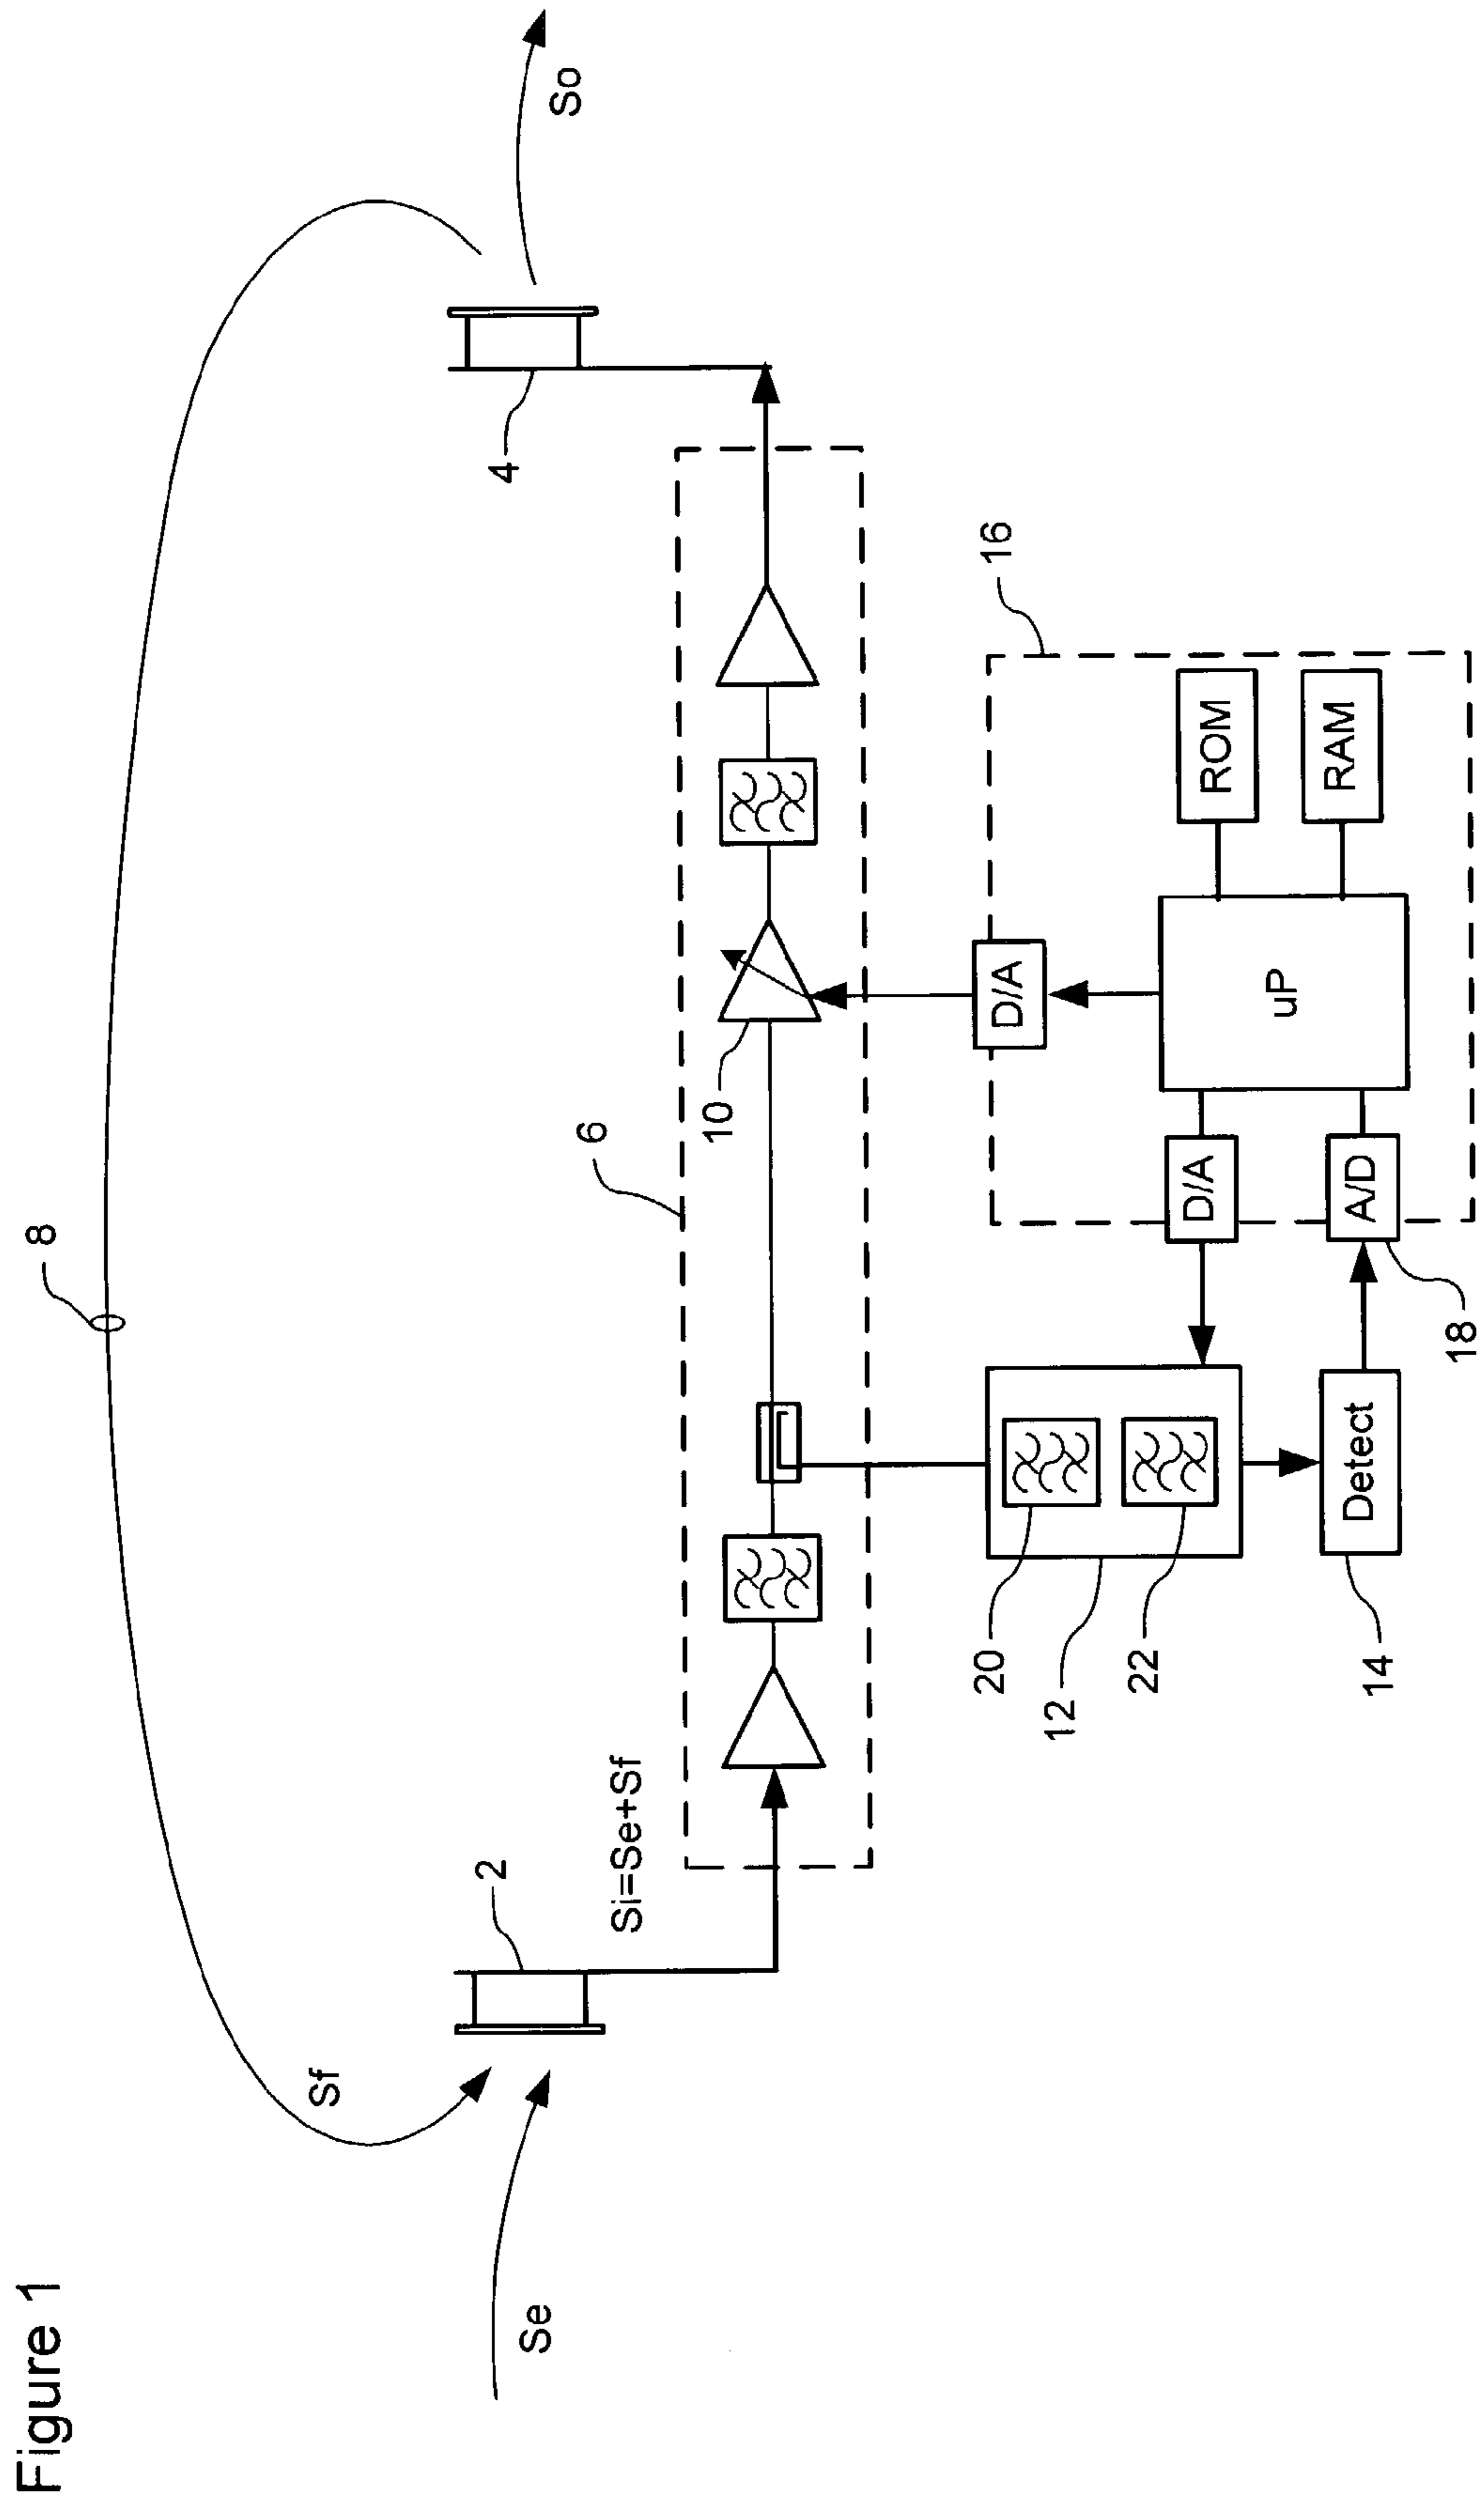 Figure 1
8
Sf
Se
So
2
4
Si=Se+Sf
6
10
20
12
22
14
Detect
18
D/A
A/D
D/A
uP
16
ROM
RAM